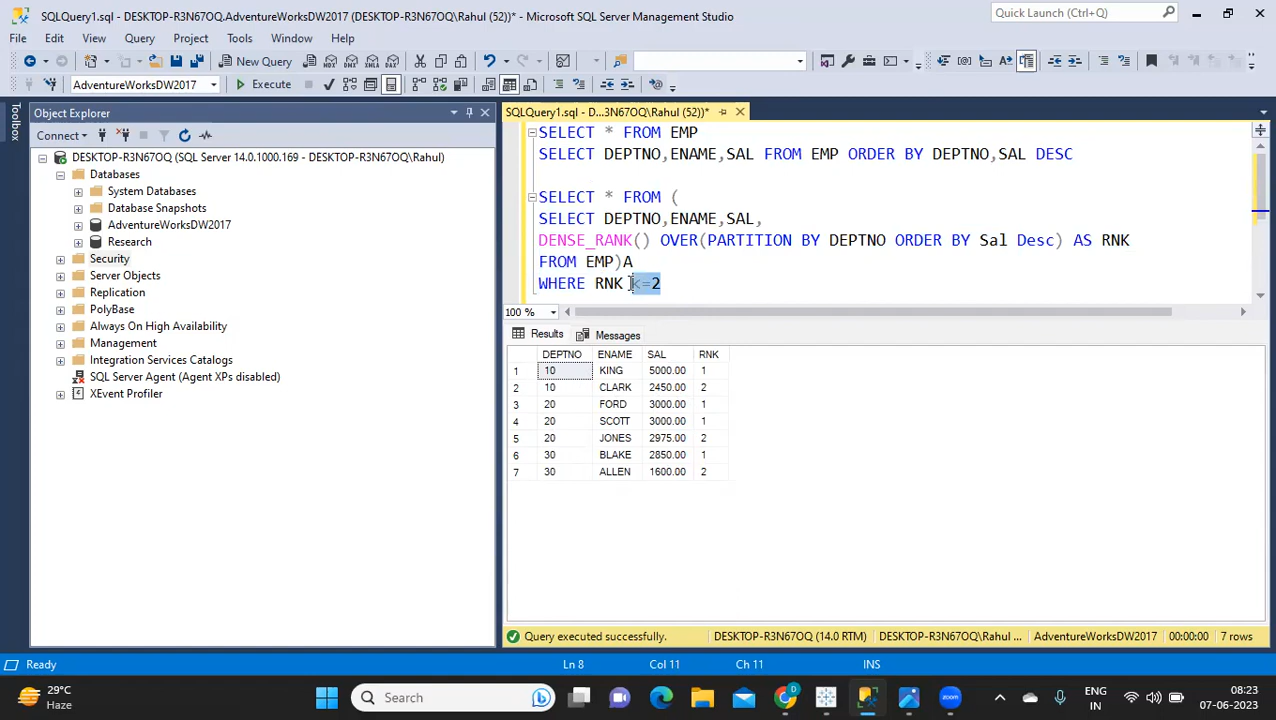 SQLQuery1.sql - DESKTOP-R3N67OQ.AdventureWorksDW2017 (DESKTOP-R3N67OQ\Rahul (52))* - Microsoft SQL Server Management Studio
Quick Launch (Ctrl+Q)
File Edit View Query Project Tools Window Help
New Query
MDX DMX XMLA DAX
AdventureWorksDW2017 Execute
Toolbox
Object Explorer
Connect
DESKTOP-R3N67OQ (SQL Server 14.0.1000.169 - DESKTOP-R3N67OQ\Rahul)
Databases
System Databases
Database Snapshots
AdventureWorksDW2017
Research
Security
Server Objects
Replication
PolyBase
Always On High Availability
Management
Integration Services Catalogs
SQL Server Agent (Agent XPs disabled)
XEvent Profiler
SQLQuery1.sql - D...3N67OQ\Rahul (52))*
SELECT * FROM EMP
SELECT DEPTNO,ENAME,SAL FROM EMP ORDER BY DEPTNO,SAL DESC
SELECT * FROM (
SELECT DEPTNO,ENAME,SAL,
DENSE_RANK() OVER(PARTITION BY DEPTNO ORDER BY Sal Desc) AS RNK
FROM EMP)A
WHERE RNK <=2
100 %
Results Messages
DEPTNO ENAME SAL RNK
1 10 KING 5000.00 1
2 10 CLARK 2450.00 2
3 20 FORD 3000.00 1
4 20 SCOTT 3000.00 1
5 20 JONES 2975.00 2
6 30 BLAKE 2850.00 1
7 30 ALLEN 1600.00 2
Query executed successfully. DESKTOP-R3N67OQ (14.0 RTM) DESKTOP-R3N67OQ\Rahul ... AdventureWorksDW2017 00:00:00 7 rows
Ready Ln 8 Col 11 Ch 11 INS
29°C
Haze
Search
zoom
ENG
IN
08:23
07-06-2023